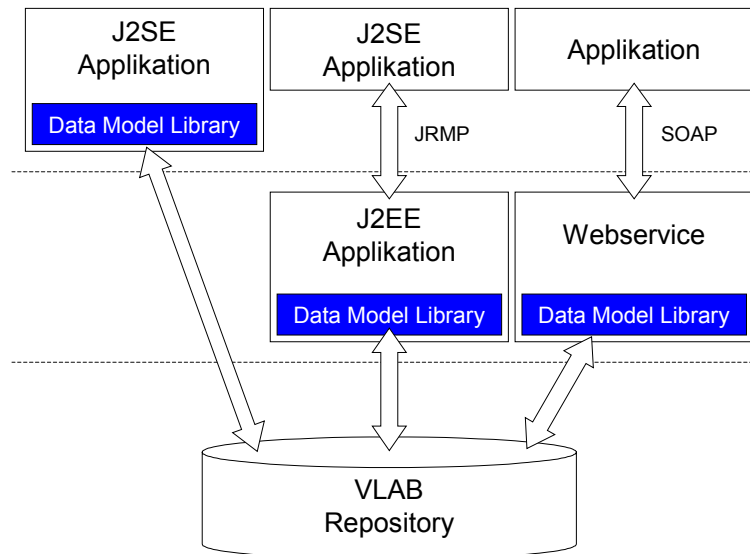 J2SE
Applikation
Data Model Library
J2SE
Applikation
Applikation
JRMP
SOAP
J2EE
Applikation
Data Model Library
Webservice
Data Model Library
VLAB
Repository